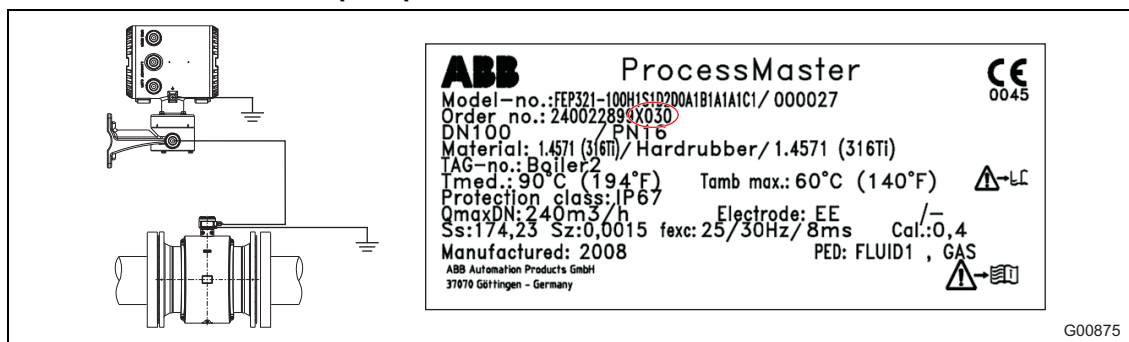 ABB ProcessMaster
CE
0045
Model-no.:FEP321-100H1S1D2D0A1B1A1A1C1/ 000027
Order no.: 240022899X030
DN100 /PN16
Material: 1.4571 (316Ti)/Hardrubber/1.4571 (316Ti)
TAG-no.: Boiler2
Tmed.: 90°C (194°F) Tamb max.: 60°C (140°F)
Protection class:IP67
QmaxDN: 240m3/h Electrode: EE /-
Ss:174,23 Sz:0,0015 fexc: 25/30Hz/8ms Cal.:0,4
Manufactured: 2008 PED: FLUID1 , GAS
ABB Automation Products GmbH
37070 Göttingen - Germany
G00875